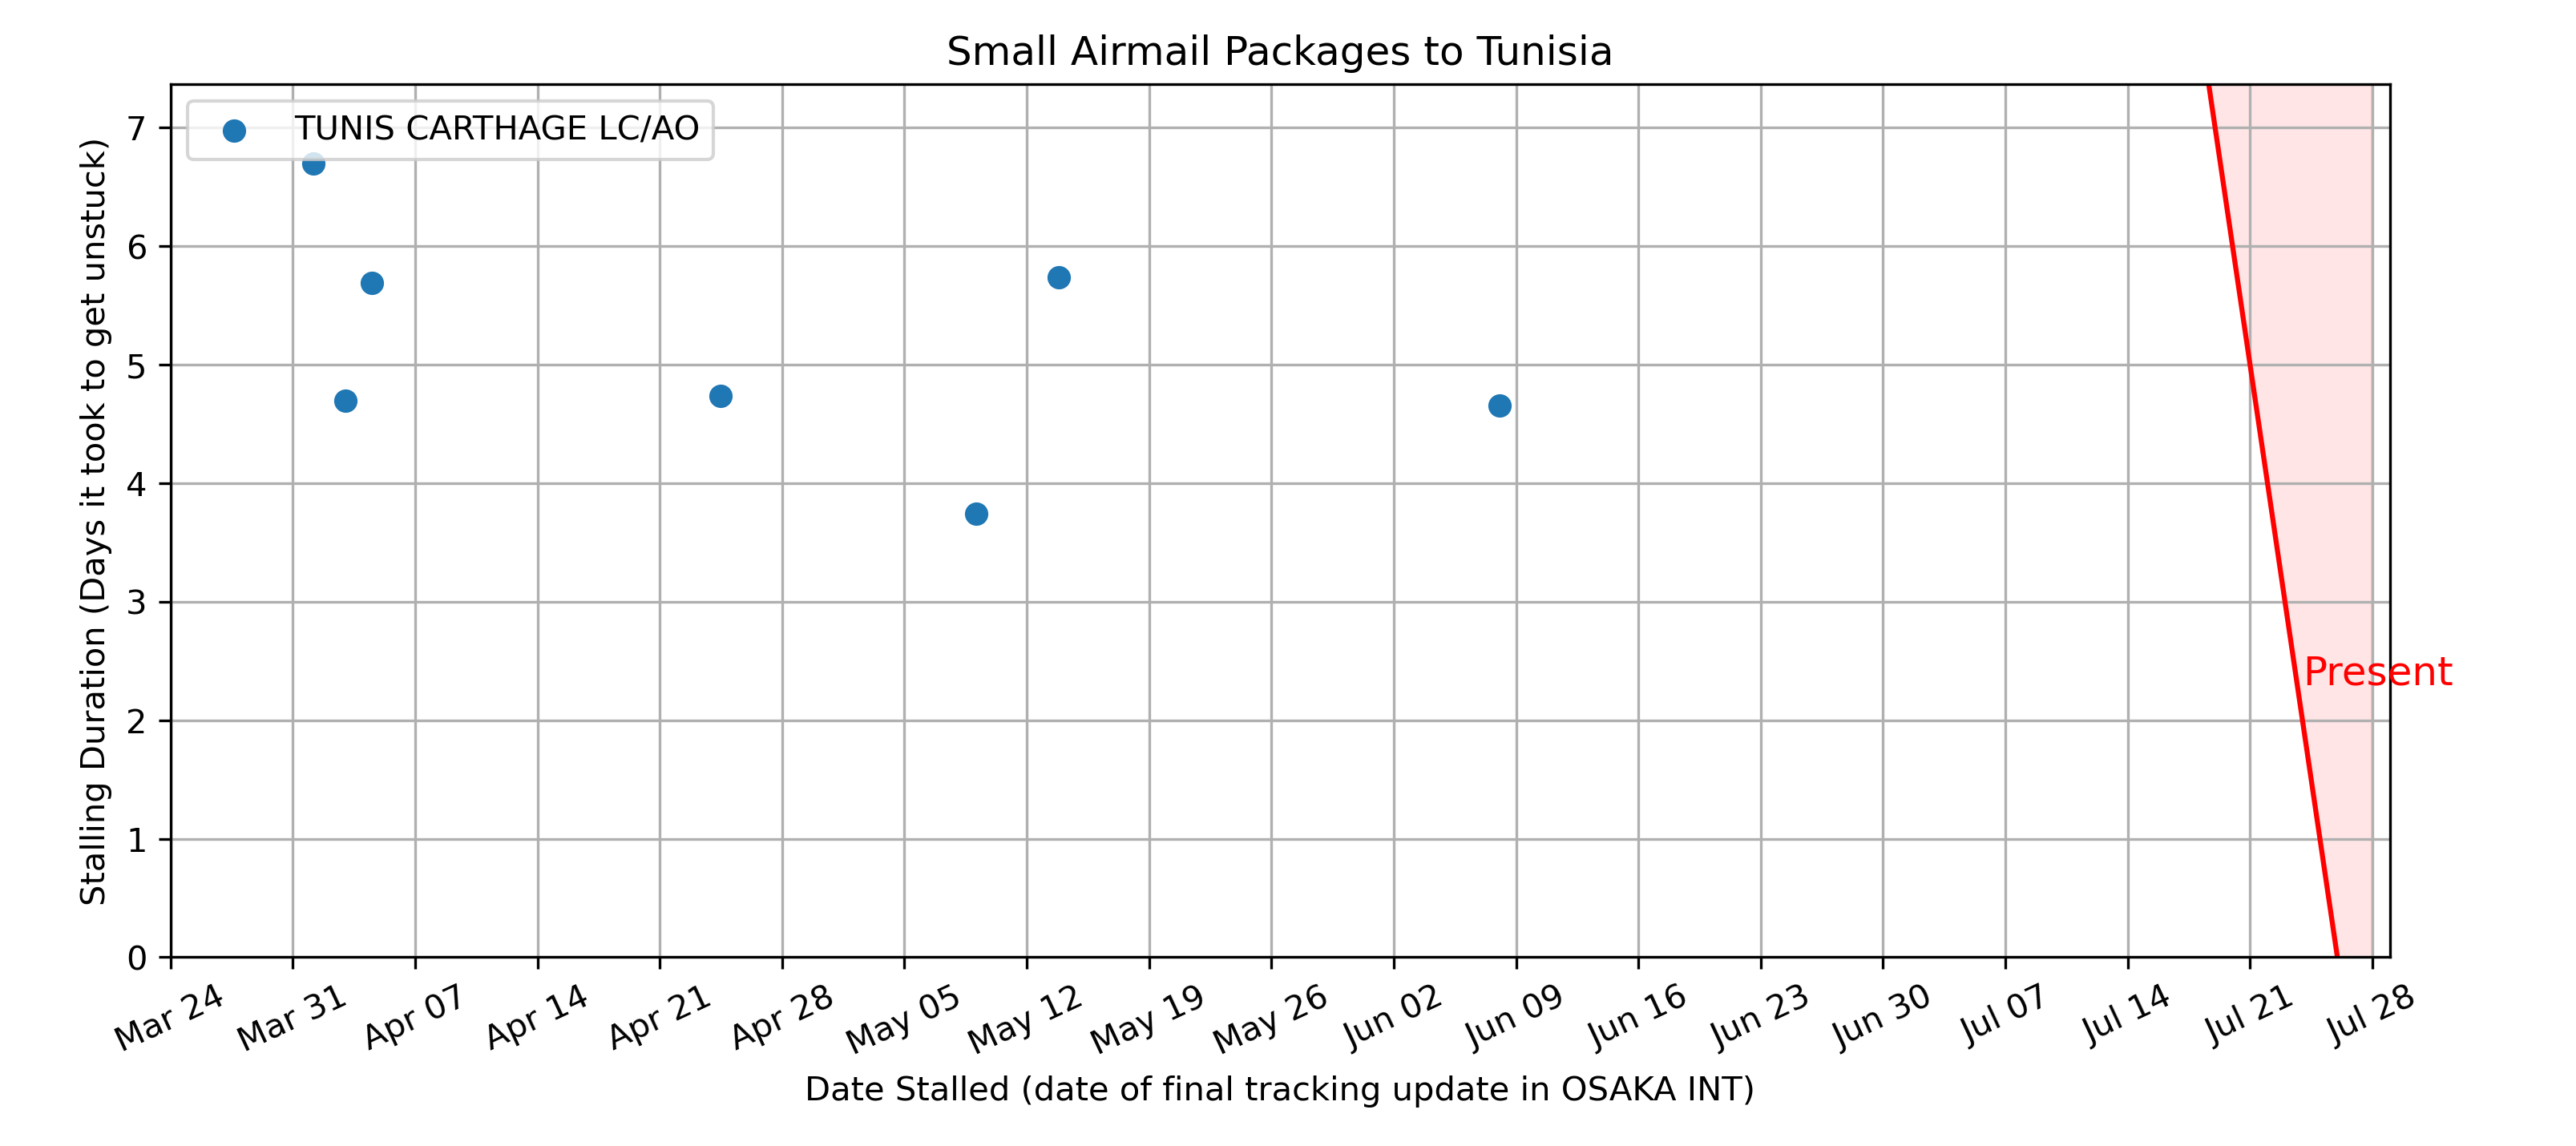 Small Airmail Packages to Tunisia
TUNIS CARTHAGE LC/AO
Stalling Duration (Days it took to get unstuck)
7
6
5
4
3
2
1
0
Present
Mar 24
Mar 31
Apr 07
Apr 14
Apr 21
Apr 28
May 05
May 12
May 19
May 26
Jun 02
Jun 09
Jun 16
Jun 23
Jun 30
Jul 07
Jul 14
Jul 21
Jul 28
Date Stalled (date of final tracking update in OSAKA INT)